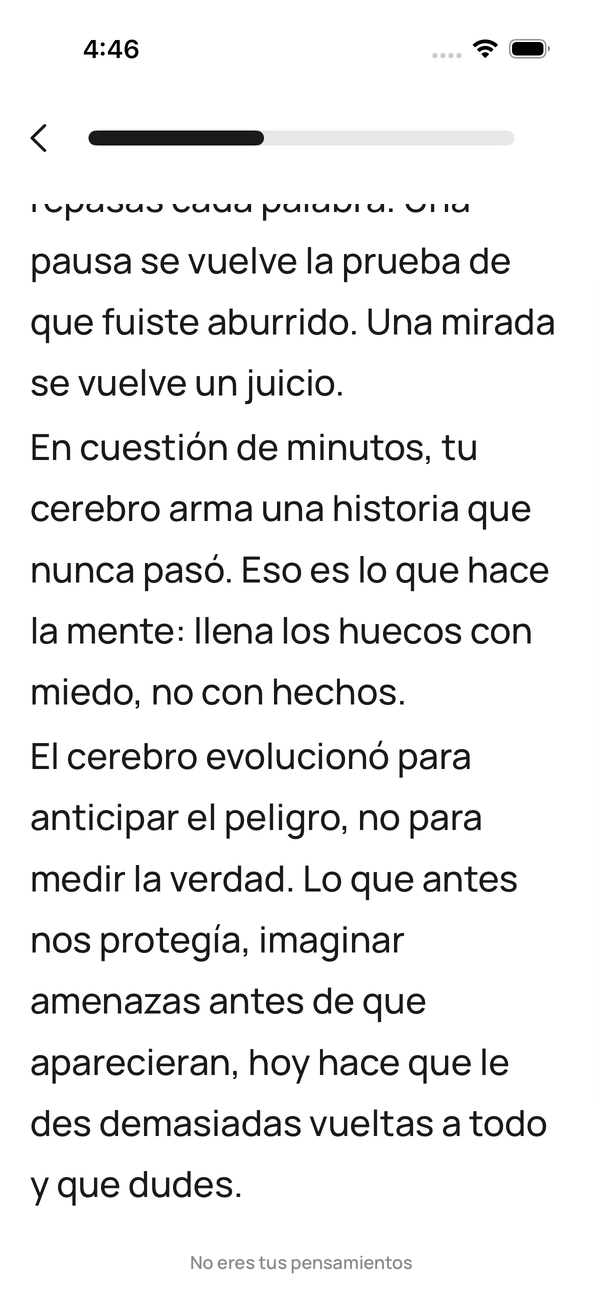 4:46
repasas cada palabra. Una
pausa se vuelve la prueba de
que fuiste aburrido. Una mirada
se vuelve un juicio.
En cuestión de minutos, tu
cerebro arma una historia que
nunca pasó. Eso es lo que hace
la mente: llena los huecos con
miedo, no con hechos.
El cerebro evolucionó para
anticipar el peligro, no para
medir la verdad. Lo que antes
nos protegía, imaginar
amenazas antes de que
aparecieran, hoy hace que le
des demasiadas vueltas a todo
y que dudes.
No eres tus pensamientos